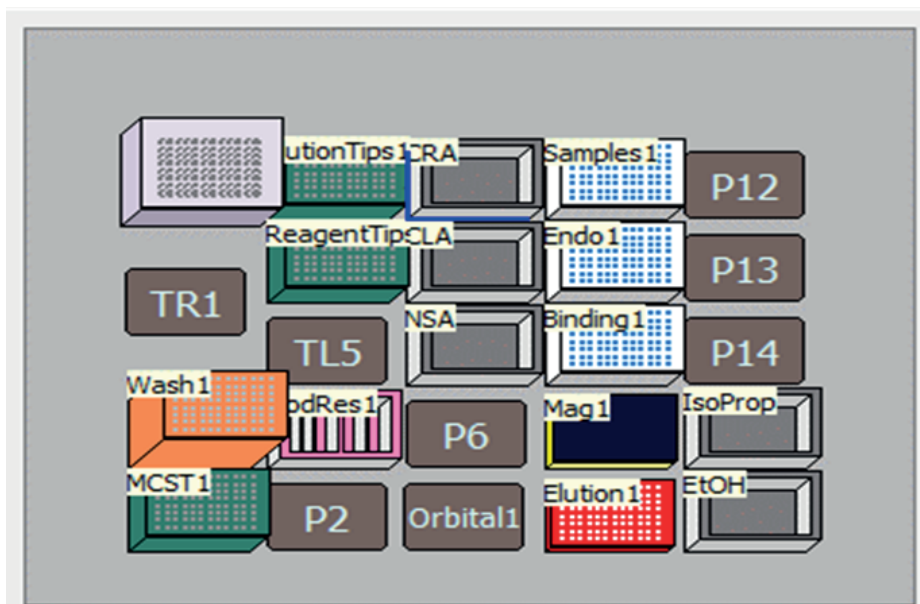 utionTips1
CRA
Samples1
P12
ReagentTips
CLA
Endo1
P13
TR1
TL5
NSA
Binding1
P14
Wash1
odRes1
P6
Mag1
IsoProp
MCST1
P2
Orbital1
Elution1
EtOH